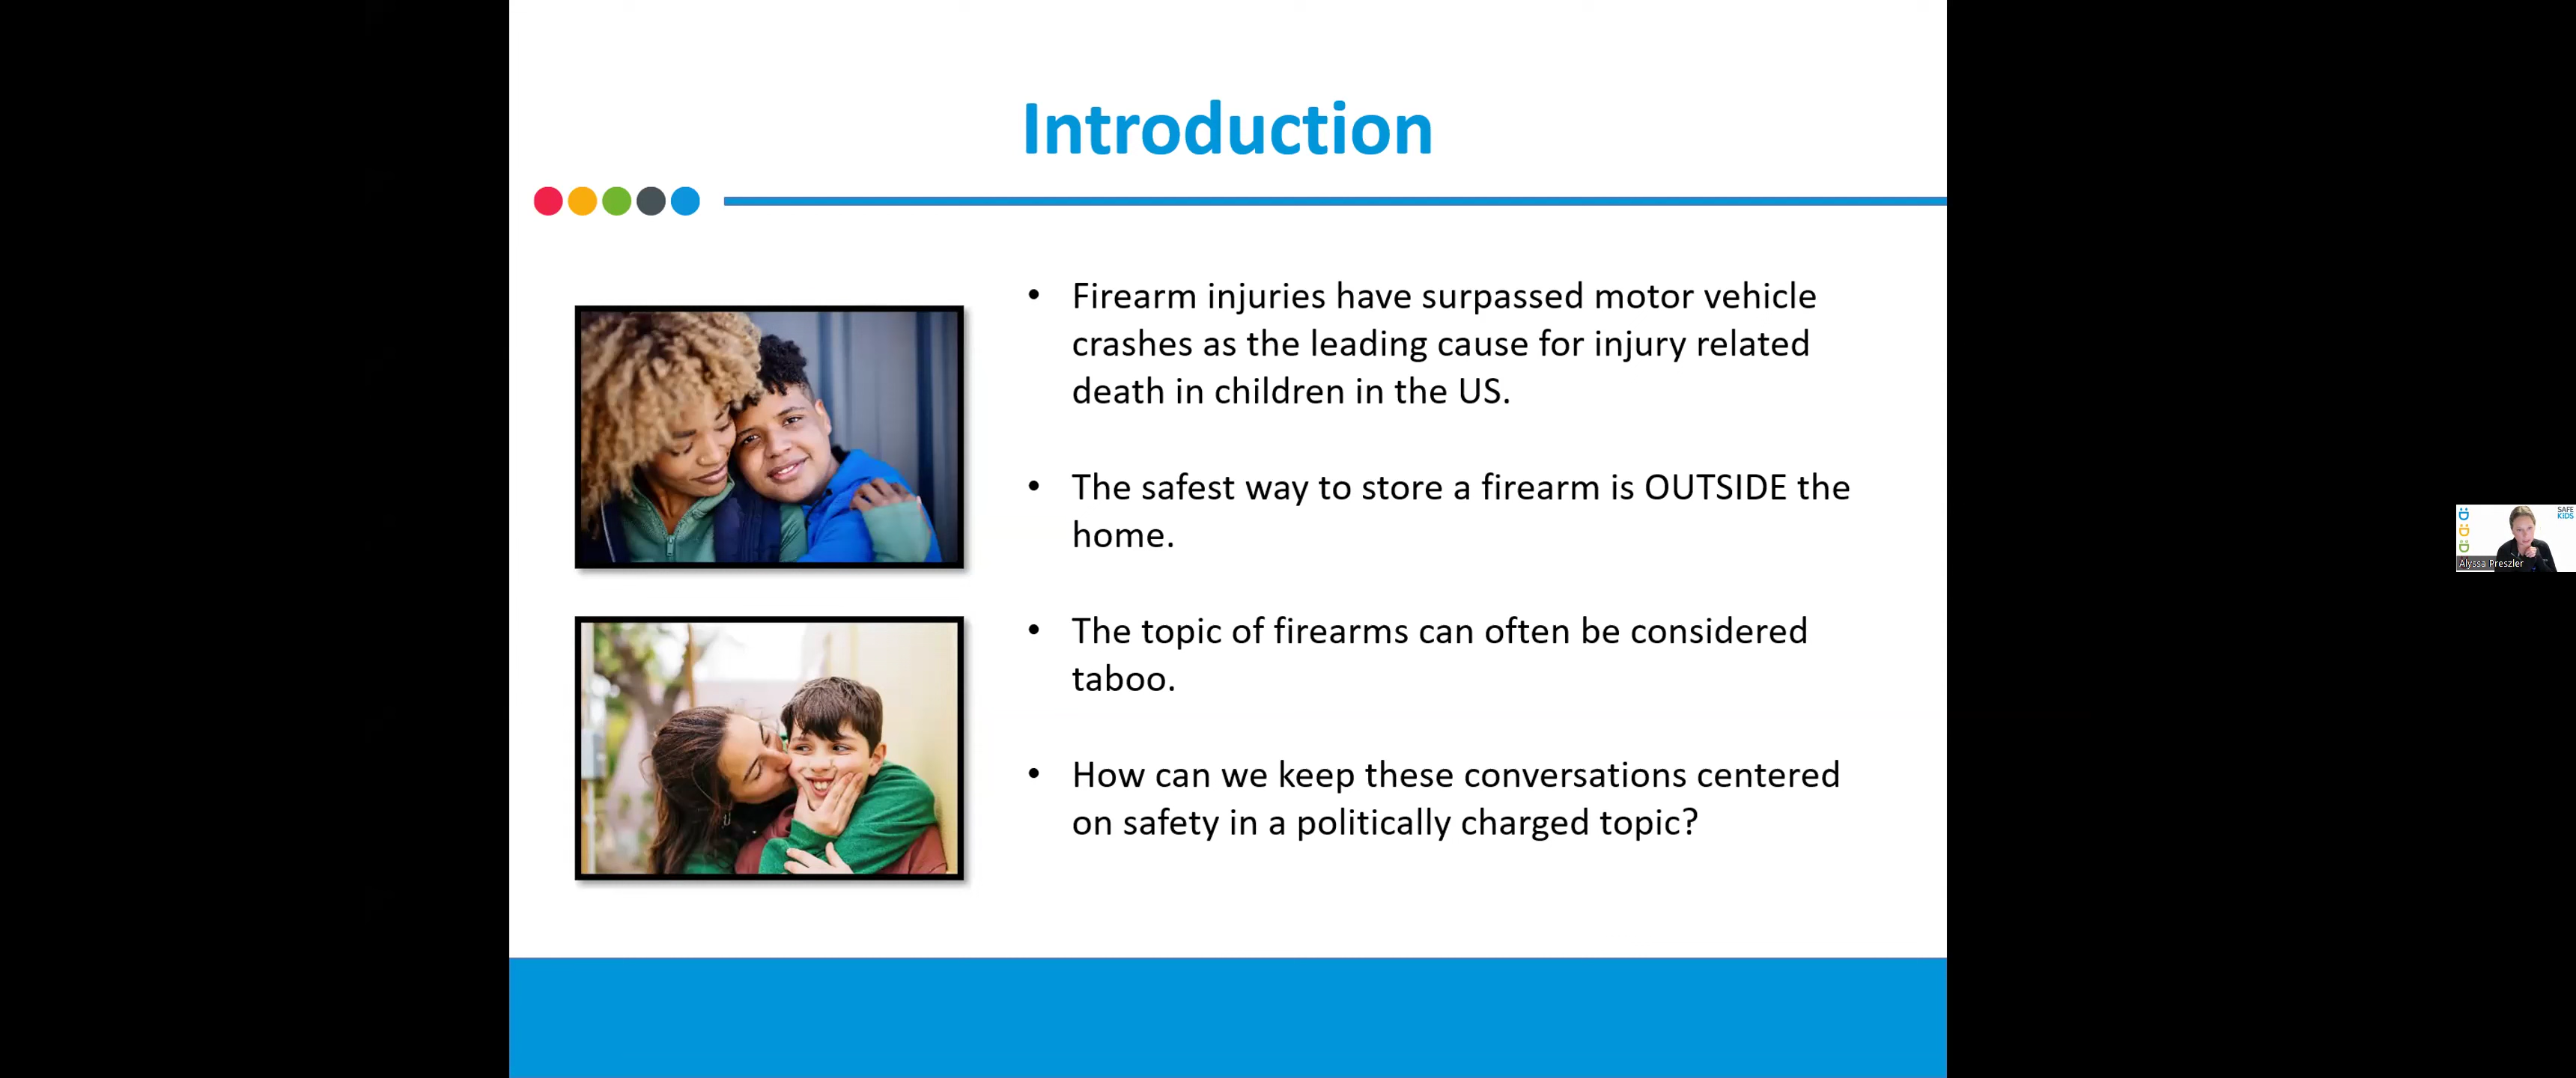 Introduction
• Firearm injuries have surpassed motor vehicle
crashes as the leading cause for injury related
death in children in the US.
• The safest way to store a firearm is OUTSIDE the
home.
• The topic of firearms can often be considered
taboo.
• How can we keep these conversations centered
on safety in a politically charged topic?
SAFE
KIDS
Alyssa Preszler